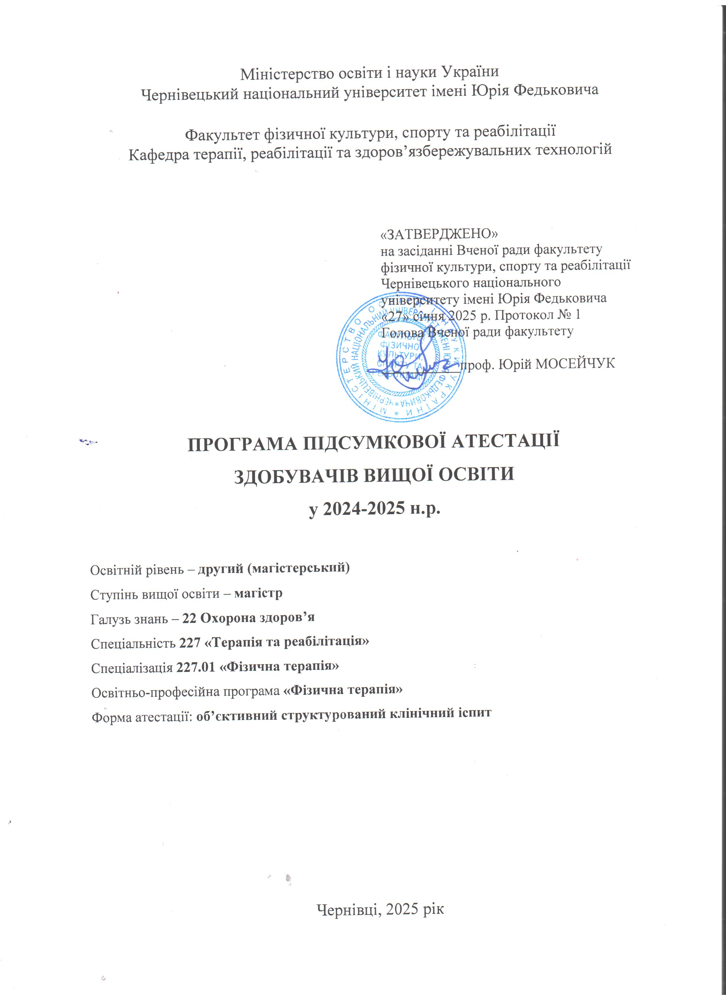 Міністерство освіти і науки України
Чернівецький національний університет імені Юрія Федьковича
Факультет фізичної культури, спорту та реабілітації
Кафедра терапії, реабілітації та здоров’язбережувальних технологій
«ЗАТВЕРДЖЕНО»
на засіданні Вченої ради факультету
фізичної культури, спорту та реабілітації
Чернівецького національного
університету імені Юрія Федьковича
«27» січня 2025 р. Протокол № 1
Голова Вченої ради факультету
проф. Юрій МОСЕЙЧУК
МІНІСТЕРСТВО ОСВІТИ І НАУКИ УКРАЇНИ
ЧЕРНІВЕЦЬКИЙ НАЦІОНАЛЬНИЙ УНІВЕРСИТЕТ ІМЕНІ ЮРІЯ ФЕДЬКОВИЧА
ФАКУЛЬТЕТ
ФІЗИЧНОЇ
КУЛЬТУРИ,
СПОРТУ ТА
РЕАБІЛІТАЦІЇ
ПРОГРАМА ПІДСУМКОВОЇ АТЕСТАЦІЇ
ЗДОБУВАЧІВ ВИЩОЇ ОСВІТИ
у 2024-2025 н.р.
Освітній рівень – другий (магістерський)
Ступінь вищої освіти – магістр
Галузь знань – 22 Охорона здоров’я
Спеціальність 227 «Терапія та реабілітація»
Спеціалізація 227.01 «Фізична терапія»
Освітньо-професійна програма «Фізична терапія»
Форма атестації: об’єктивний структурований клінічний іспит
Чернівці, 2025 рік